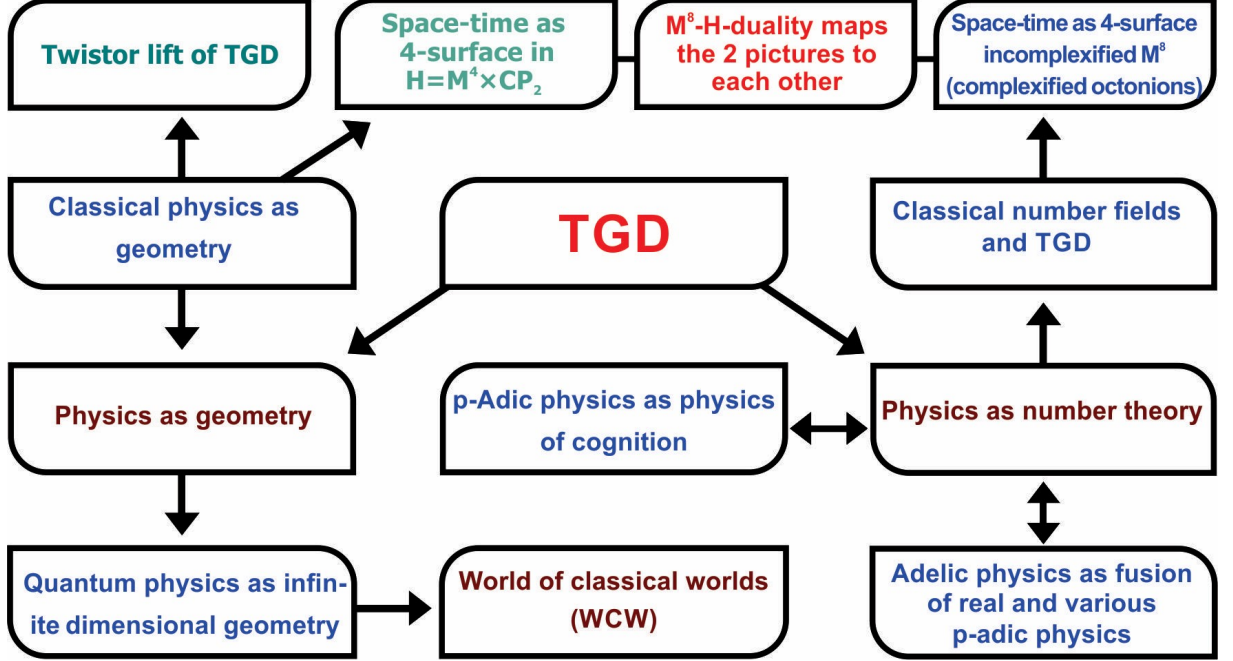 Twistor lift of TGD
Space-time as
4-surface in
H=M⁴×CP₂
M⁸-H-duality maps
the 2 pictures to
each other
Space-time as 4-surface
incomplexified M⁸
(complexified octonions)
Classical physics as
geometry
TGD
Classical number fields
and TGD
Physics as geometry
p-Adic physics as physics
of cognition
Physics as number theory
Quantum physics as infin-
ite dimensional geometry
World of classical worlds
(WCW)
Adelic physics as fusion
of real and various
p-adic physics